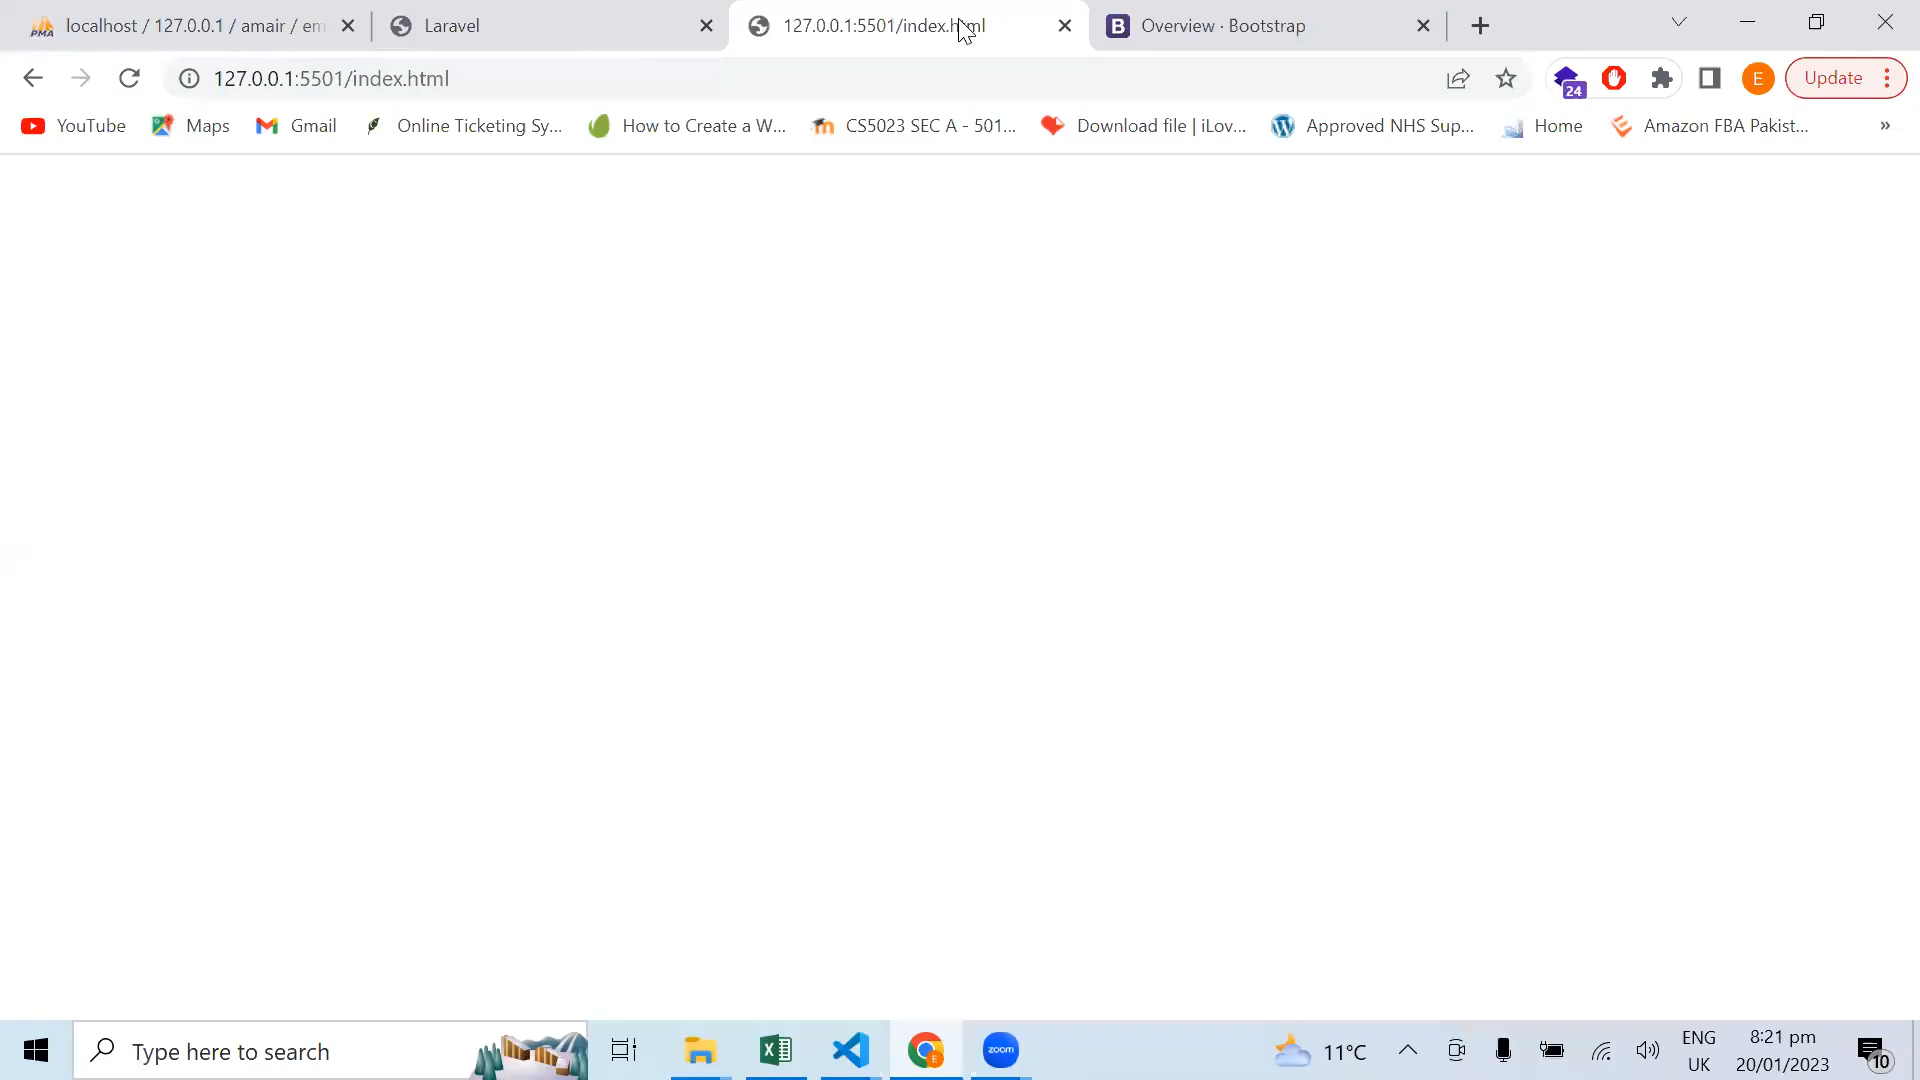 localhost / 127.0.0.1 / amair / em
Laravel
127.0.0.1:5501/index.html
B Overview · Bootstrap
127.0.0.1:5501/index.html
24
E
Update
YouTube
Maps
Gmail
Online Ticketing Sy...
How to Create a W...
CS5023 SEC A - 501...
Download file | iLov...
Approved NHS Sup...
Home
Amazon FBA Pakist...
»
Type here to search
zoom
11°C
ENG
UK
8:21 pm
20/01/2023
10